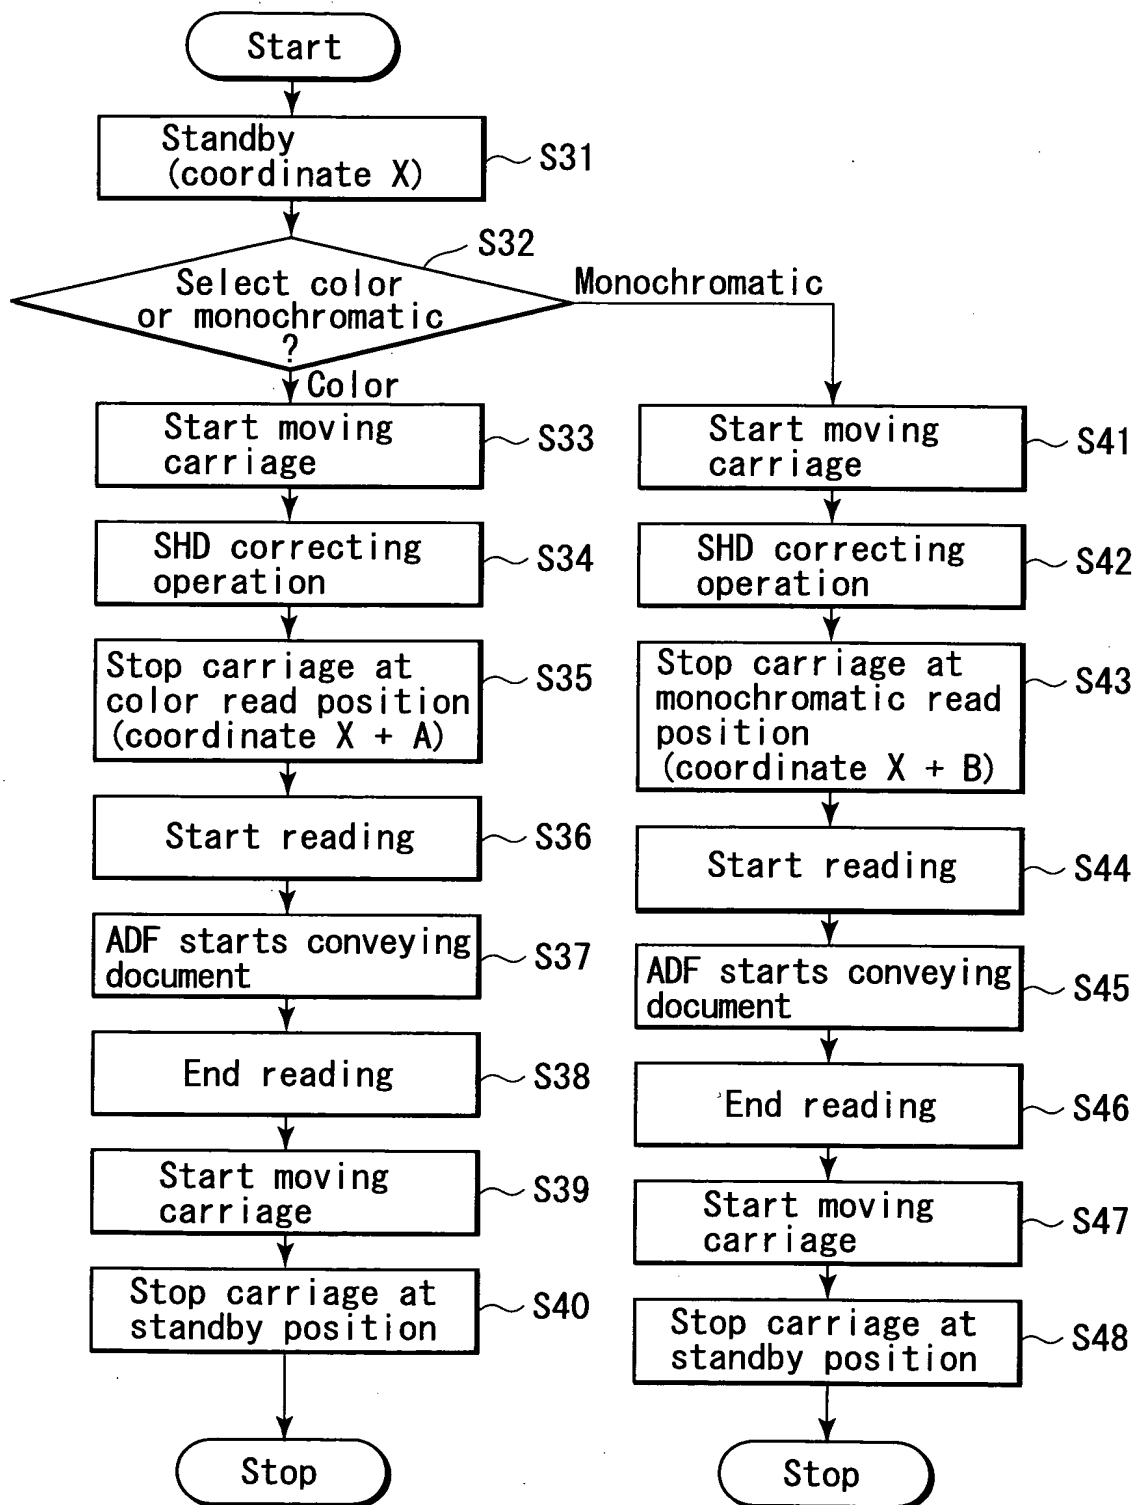 Start
Standby
(coordinate X)
S31
S32
Select color
or monochromatic
?
Monochromatic
Color
Start moving
carriage
S33
SHD correcting
operation
S34
Stop carriage at
color read position
(coordinate X + A)
S35
Start reading
S36
ADF starts conveying
document
S37
End reading
S38
Start moving
carriage
S39
Stop carriage at
standby position
S40
Stop
Start moving
carriage
S41
SHD correcting
operation
S42
Stop carriage at
monochromatic read
position
(coordinate X + B)
S43
Start reading
S44
ADF starts conveying
document
S45
End reading
S46
Start moving
carriage
S47
Stop carriage at
standby position
S48
Stop